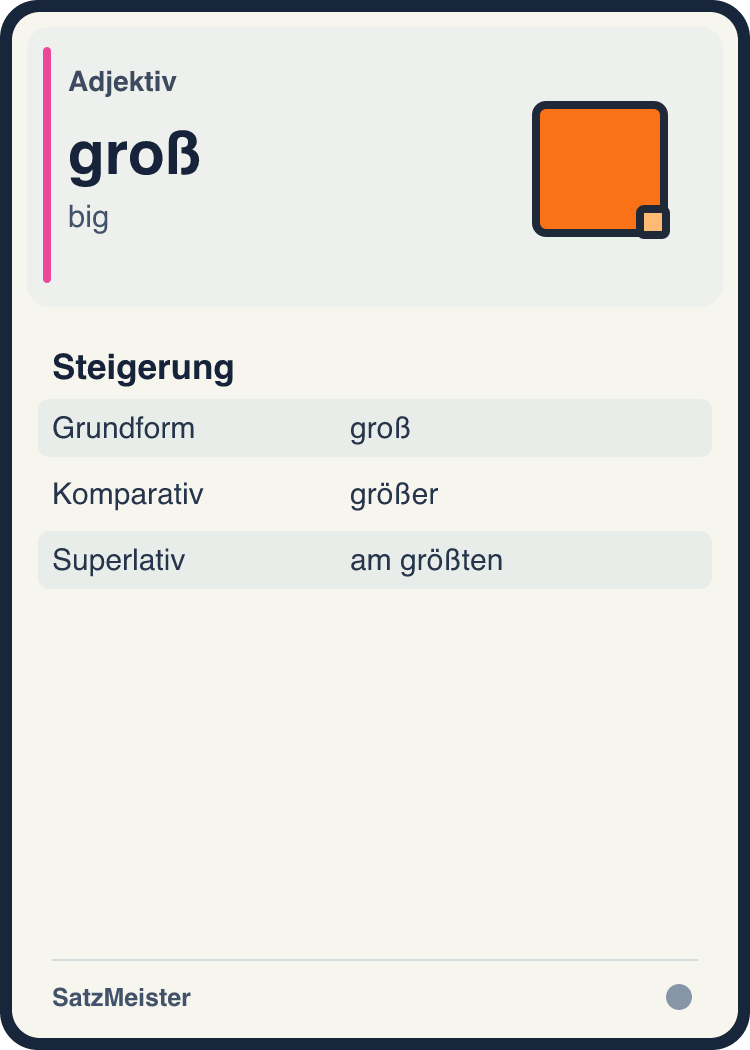 Adjektiv
groß
big
Steigerung
Grundform groß
Komparativ größer
Superlativ am größten
SatzMeister